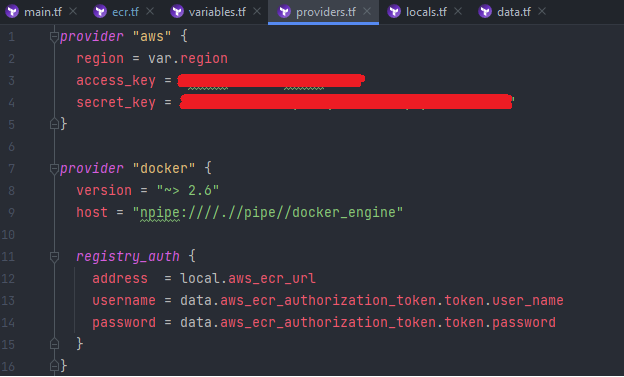 main.tf ecr.tf variables.tf providers.tf locals.tf data.tf
1 provider "aws" {
2 region = var.region
3 access_key =
4 secret_key = "
5 }
6
7 provider "docker" {
8 version = "~> 2.6"
9 host = "npipe:////.//pipe//docker_engine"
10
11 registry_auth {
12 address  = local.aws_ecr_url
13 username = data.aws_ecr_authorization_token.token.user_name
14 password = data.aws_ecr_authorization_token.token.password
15 }
16 }